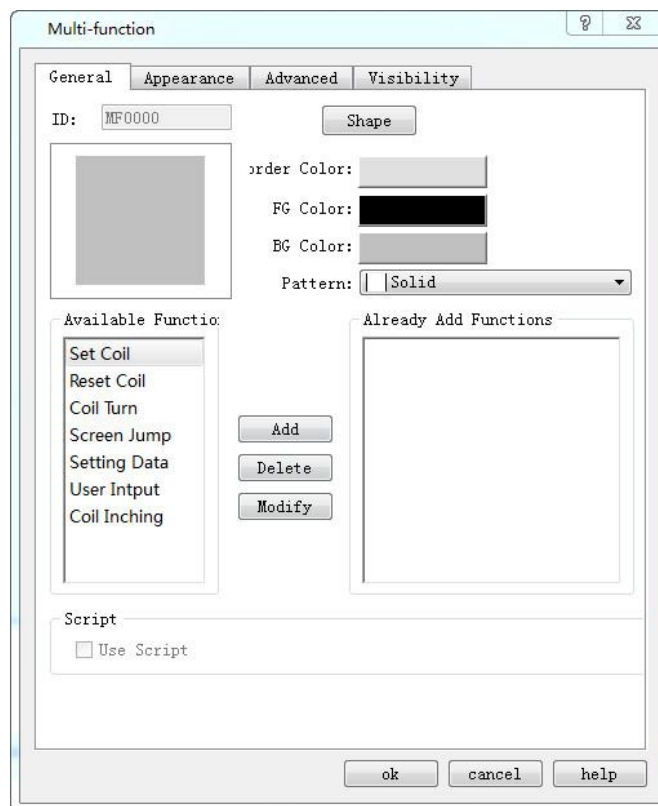 Multi-function
General Appearance Advanced Visibility
ID: MF0000 Shape
order Color:
FG Color:
BG Color:
Pattern: Solid
Available Functio Already Add Functions
Set Coil
Reset Coil
Coil Turn
Screen Jump
Setting Data
User Intput
Coil Inching
Add
Delete
Modify
Script
Use Script
ok cancel help